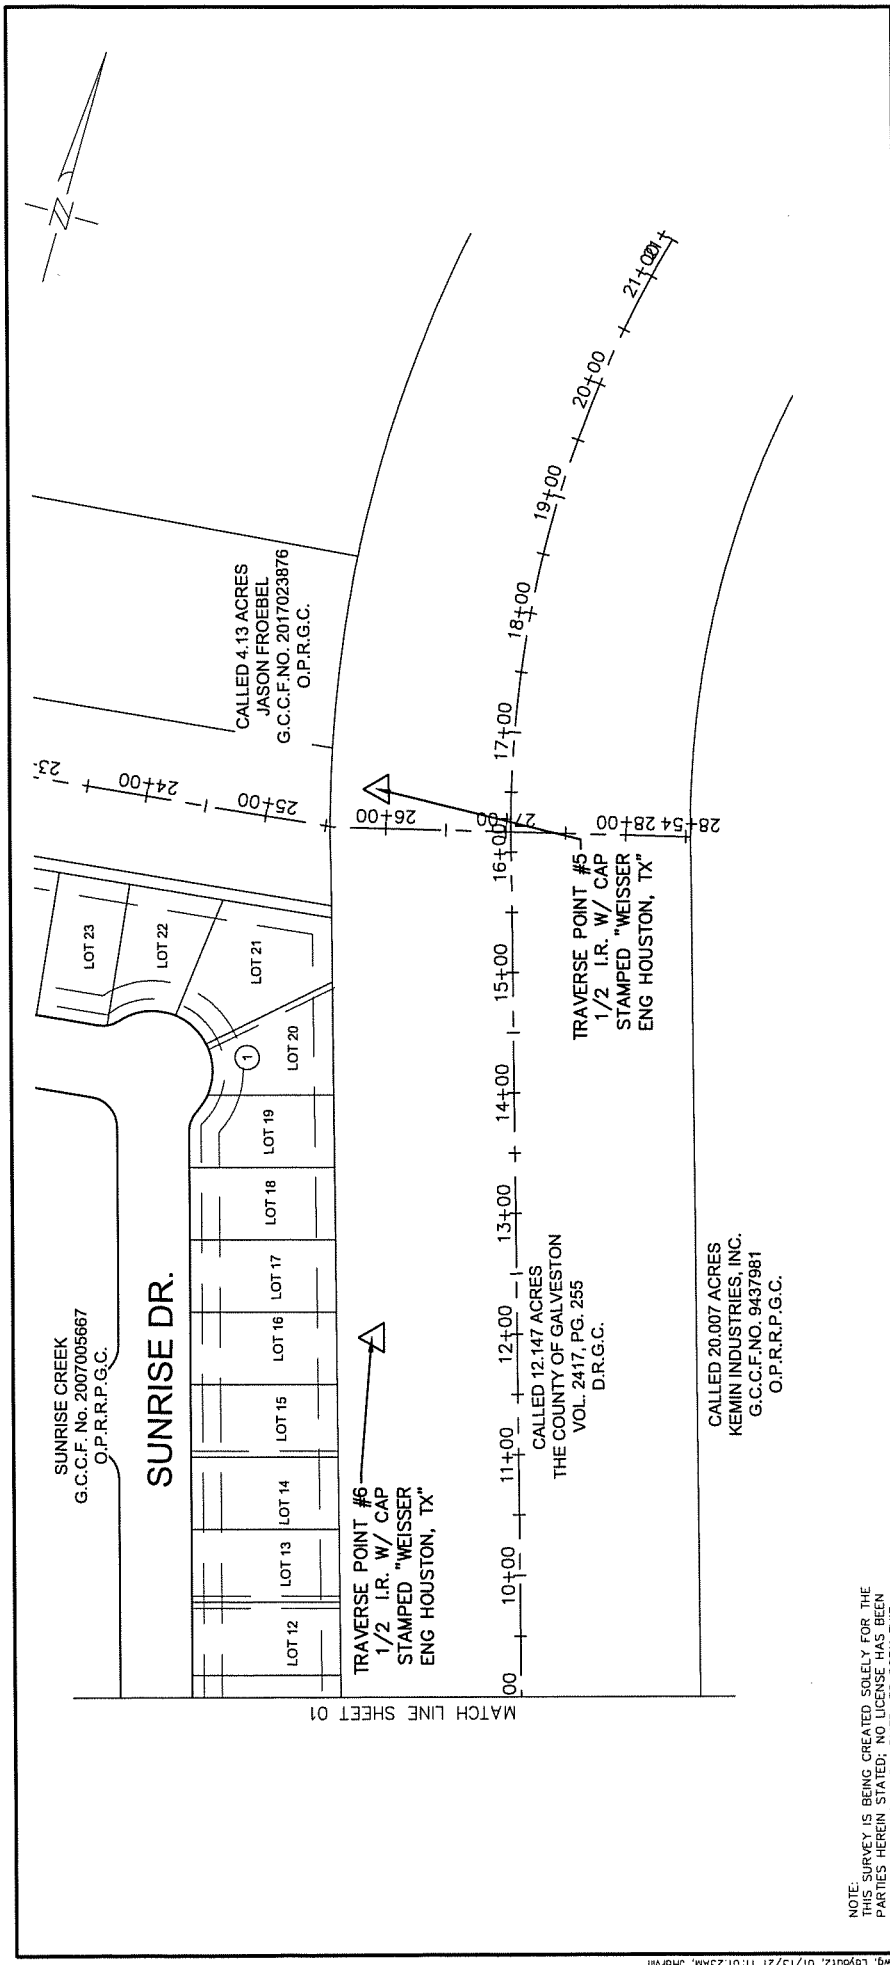 SUNRISE CREEK
G.C.C.F. No. 2007005667
O.P.R.R.P.G.C.
SUNRISE DR.
LOT 12
LOT 13
LOT 14
LOT 15
LOT 16
LOT 17
LOT 18
LOT 19
LOT 20
LOT 21
LOT 22
LOT 23
1
CALLED 4.13 ACRES
JASON FROEBEL
G.C.C.F.NO. 2017023876
O.P.R.G.C.
TRAVERSE POINT #6
1/2 I.R. W/ CAP
STAMPED "WEISSER
ENG HOUSTON, TX"
TRAVERSE POINT #5
1/2 I.R. W/ CAP
STAMPED "WEISSER
ENG HOUSTON, TX"
00
10+00
11+00
12+00
13+00
14+00
15+00
16+00
17+00
18+00
19+00
20+00
21+00
23-
24+00
25+00
26+00
27+00
28+00
28+54
CALLED 12.147 ACRES
THE COUNTY OF GALVESTON
VOL. 2417, PG. 255
D.R.G.C.
CALLED 20.007 ACRES
KEMIN INDUSTRIES, INC.
G.C.C.F.NO. 9437981
O.P.R.R.P.G.C.
MATCH LINE SHEET 01
NOTE:
THIS SURVEY IS BEING CREATED SOLELY FOR THE
PARTIES HEREIN STATED; NO LICENSE HAS BEEN